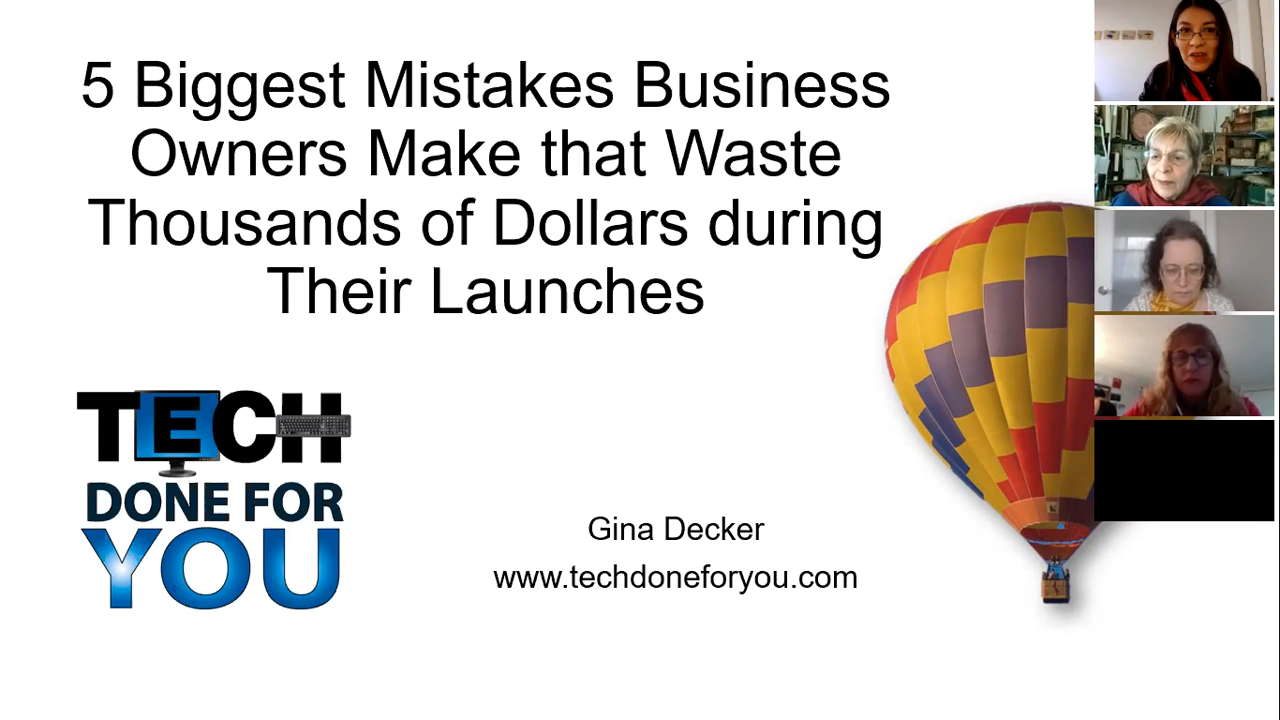 5 Biggest Mistakes Business
Owners Make that Waste
Thousands of Dollars during
Their Launches
TECH
DONE FOR
YOU
Gina Decker
www.techdoneforyou.com